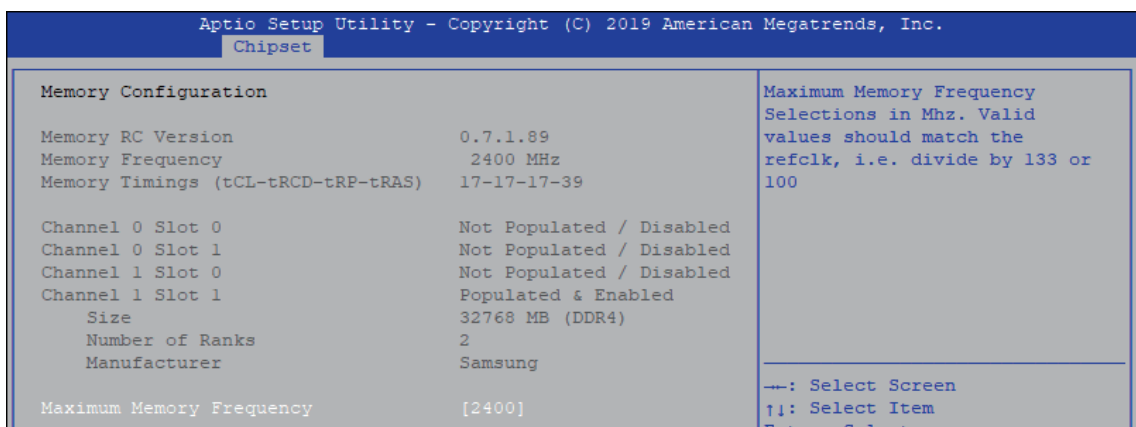 Aptio Setup Utility - Copyright (C) 2019 American Megatrends, Inc.
Chipset
Memory Configuration
Memory RC Version 0.7.1.89
Memory Frequency 2400 MHz
Memory Timings (tCL-tRCD-tRP-tRAS) 17-17-17-39
Channel 0 Slot 0 Not Populated / Disabled
Channel 0 Slot 1 Not Populated / Disabled
Channel 1 Slot 0 Not Populated / Disabled
Channel 1 Slot 1 Populated & Enabled
Size 32768 MB (DDR4)
Number of Ranks 2
Manufacturer Samsung
Maximum Memory Frequency [2400]
Maximum Memory Frequency
Selections in Mhz. Valid
values should match the
refclk, i.e. divide by 133 or
100
→←: Select Screen
↑↓: Select Item